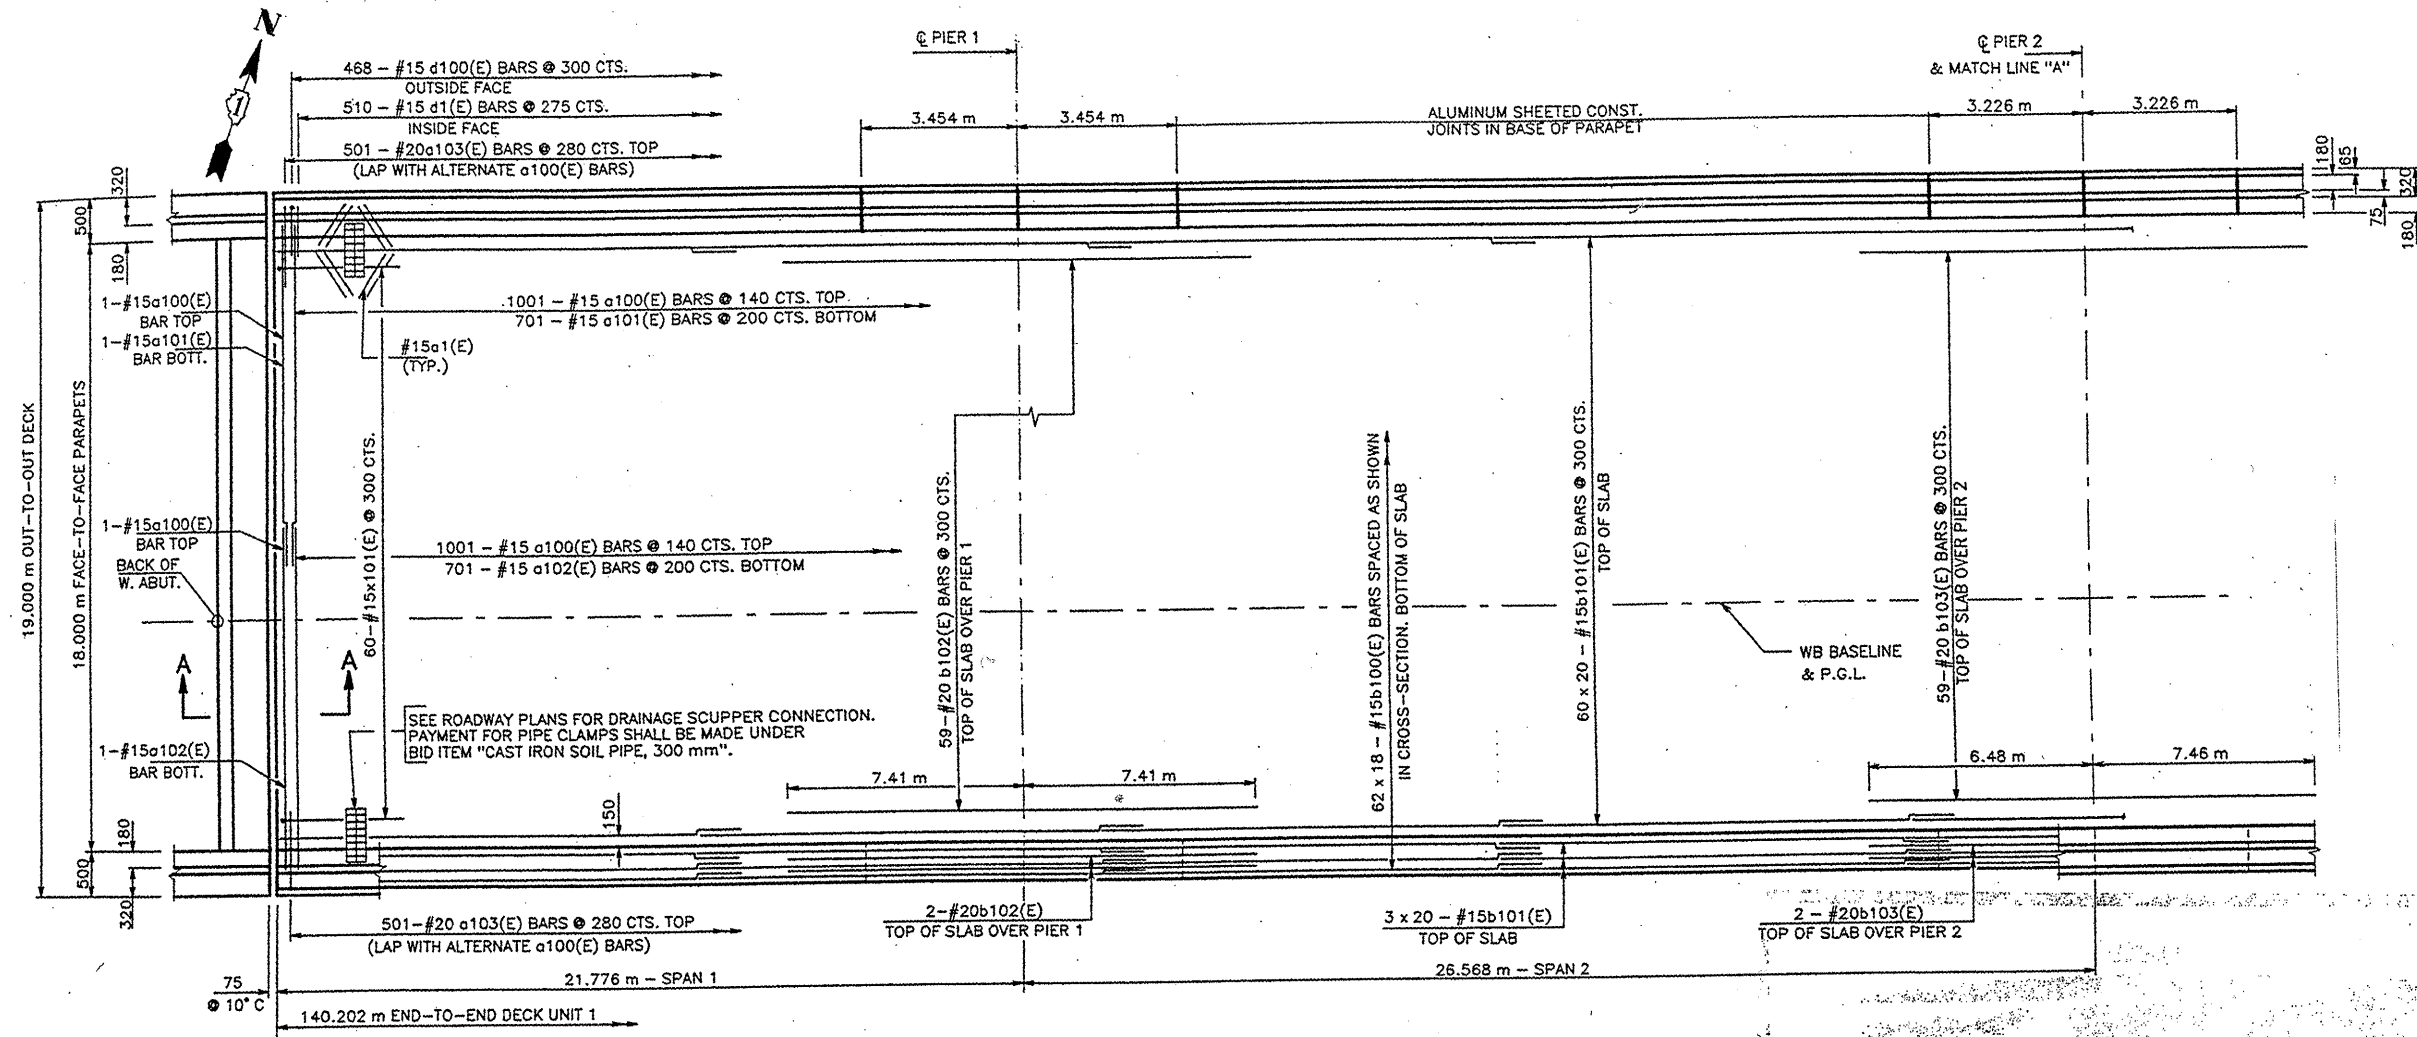 N
1
468 – #15 d100(E) BARS @ 300 CTS.
OUTSIDE FACE
510 – #15 d1(E) BARS @ 275 CTS.
INSIDE FACE
501 – #20a103(E) BARS @ 280 CTS. TOP
(LAP WITH ALTERNATE a100(E) BARS)
℄ PIER 1
℄ PIER 2
& MATCH LINE "A"
3.454 m
3.454 m
ALUMINUM SHEETED CONST.
JOINTS IN BASE OF PARAPET
3.226 m
3.226 m
180
65
320
75
180
320
500
180
19.000 m OUT–TO–OUT DECK
18.000 m FACE–TO–FACE PARAPETS
1–#15a100(E)
BAR TOP
1–#15a101(E)
BAR BOTT.
1001 – #15 a100(E) BARS @ 140 CTS. TOP
701 – #15 a101(E) BARS @ 200 CTS. BOTTOM
#15a1(E)
(TYP.)
60–#15x101(E) @ 300 CTS.
1–#15a100(E)
BAR TOP
BACK OF
W. ABUT.
1001 – #15 a100(E) BARS @ 140 CTS. TOP
701 – #15 a102(E) BARS @ 200 CTS. BOTTOM
59–#20 b102(E) BARS @ 300 CTS.
TOP OF SLAB OVER PIER 1
62 x 18 – #15b100(E) BARS SPACED AS SHOWN
IN CROSS–SECTION. BOTTOM OF SLAB
60 x 20 – #15b101(E) BARS @ 300 CTS.
TOP OF SLAB
59–#20 b103(E) BARS @ 300 CTS.
TOP OF SLAB OVER PIER 2
WB BASELINE
& P.G.L.
A
A
SEE ROADWAY PLANS FOR DRAINAGE SCUPPER CONNECTION.
PAYMENT FOR PIPE CLAMPS SHALL BE MADE UNDER
BID ITEM "CAST IRON SOIL PIPE, 300 mm".
1–#15a102(E)
BAR BOTT.
7.41 m
7.41 m
6.48 m
7.46 m
150
180
500
320
501–#20 a103(E) BARS @ 280 CTS. TOP
(LAP WITH ALTERNATE a100(E) BARS)
2–#20b102(E)
TOP OF SLAB OVER PIER 1
3 x 20 – #15b101(E)
TOP OF SLAB
2 – #20b103(E)
TOP OF SLAB OVER PIER 2
75
@ 10° C
21.776 m – SPAN 1
26.568 m – SPAN 2
140.202 m END–TO–END DECK UNIT 1